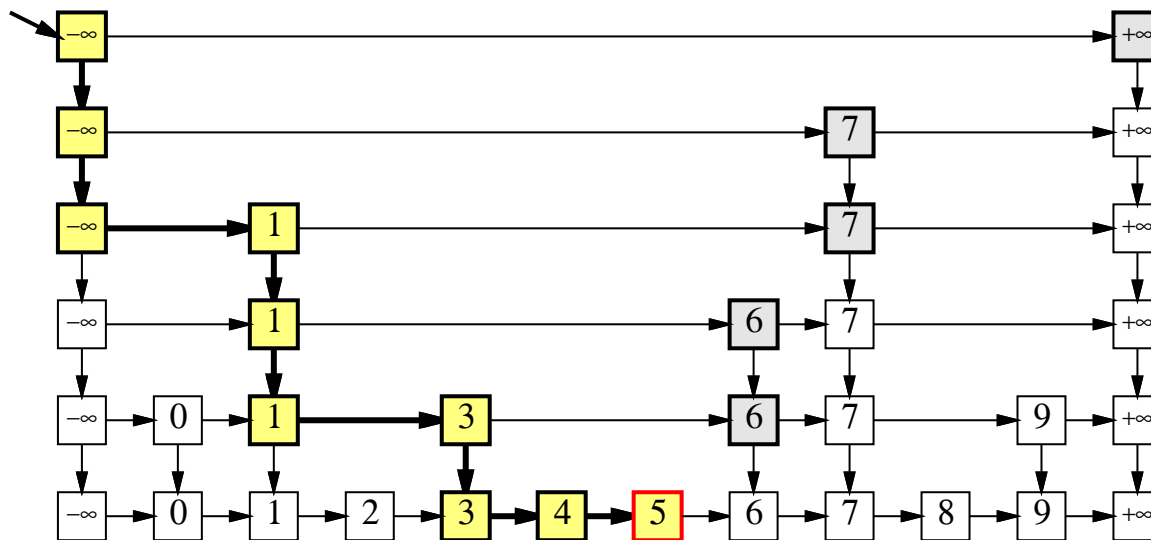 −∞ +∞
−∞ 7 +∞
−∞ 1 7 +∞
−∞ 1 6 7 +∞
−∞ 0 1 3 6 7 9 +∞
−∞ 0 1 2 3 4 5 6 7 8 9 +∞